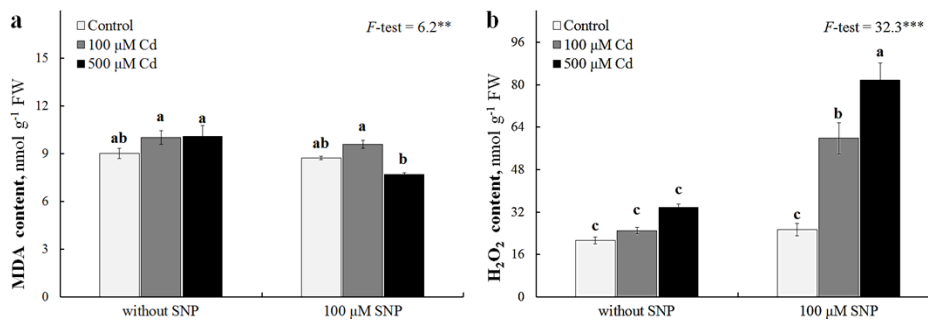 a
Control
100 µM Cd
500 µM Cd
F-test = 6.2**
MDA content, nmol g⁻¹ FW
15
12
9
6
3
0
ab
a
a
ab
a
b
without SNP
100 µM SNP
b
Control
100 µM Cd
500 µM Cd
F-test = 32.3***
H₂O₂ content, nmol g⁻¹ FW
96
80
64
48
32
16
0
c
c
c
c
b
a
without SNP
100 µM SNP